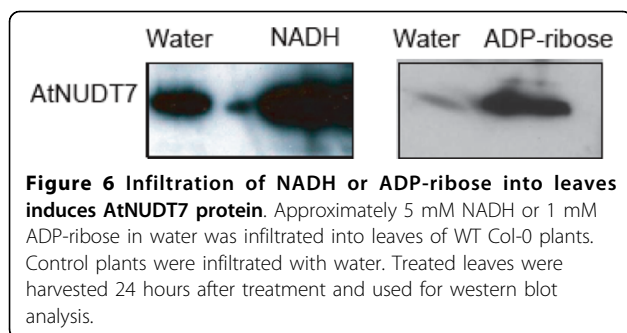 Water NADH Water ADP-ribose
AtNUDT7
Figure 6 Infiltration of NADH or ADP-ribose into leaves
induces AtNUDT7 protein. Approximately 5 mM NADH or 1 mM
ADP-ribose in water was infiltrated into leaves of WT Col-0 plants.
Control plants were infiltrated with water. Treated leaves were
harvested 24 hours after treatment and used for western blot
analysis.